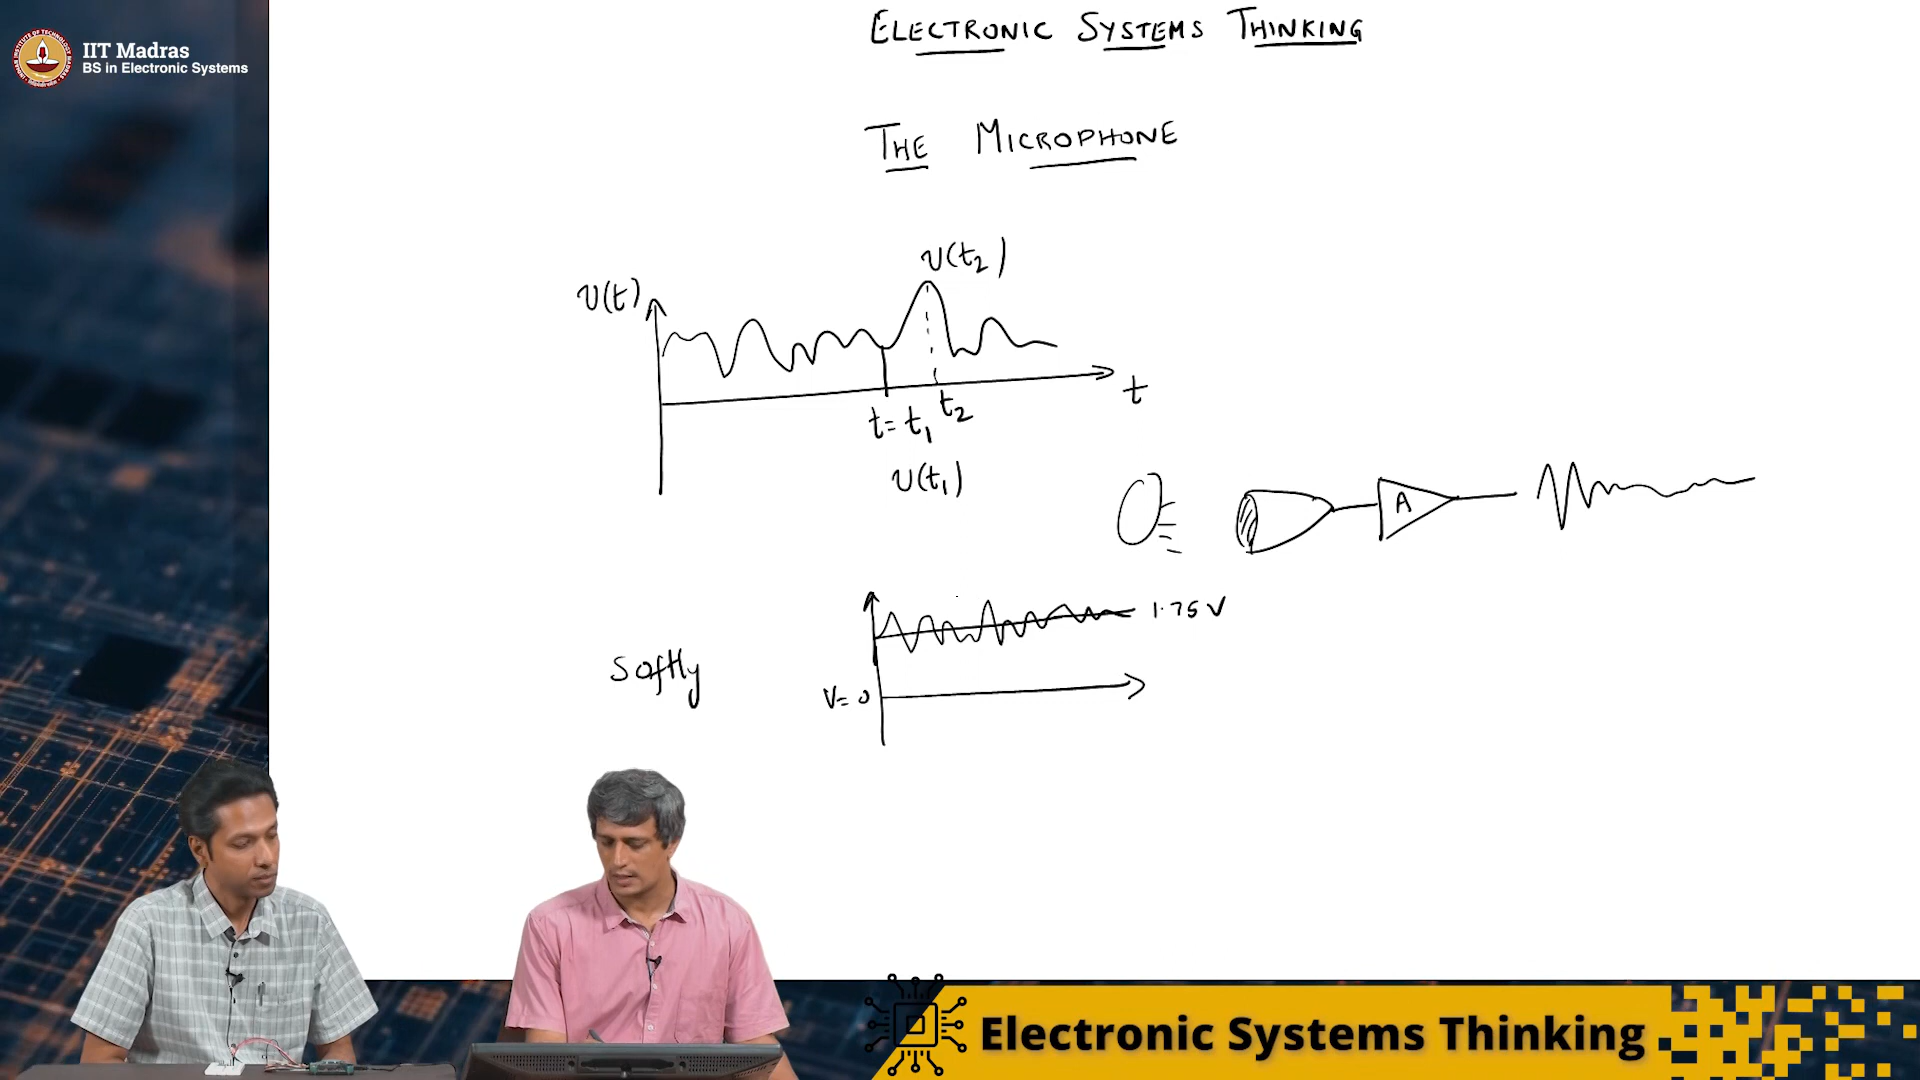 IIT Madras
BS in Electronic Systems
ELECTRONIC SYSTEMS THINKING
THE MICROPHONE
v(t)
v(t₂)
t
t = t₁
t₂
v(t₁)
A
1.75 V
Softly
V = 0
Electronic Systems Thinking